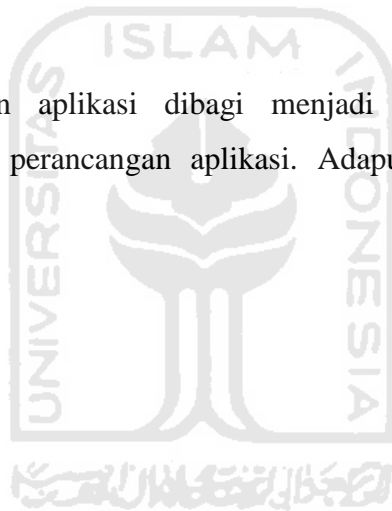 ISLAM
UNIVERSITAS
INDONESIA
n aplikasi dibagi menjadi
perancangan aplikasi. Adapu